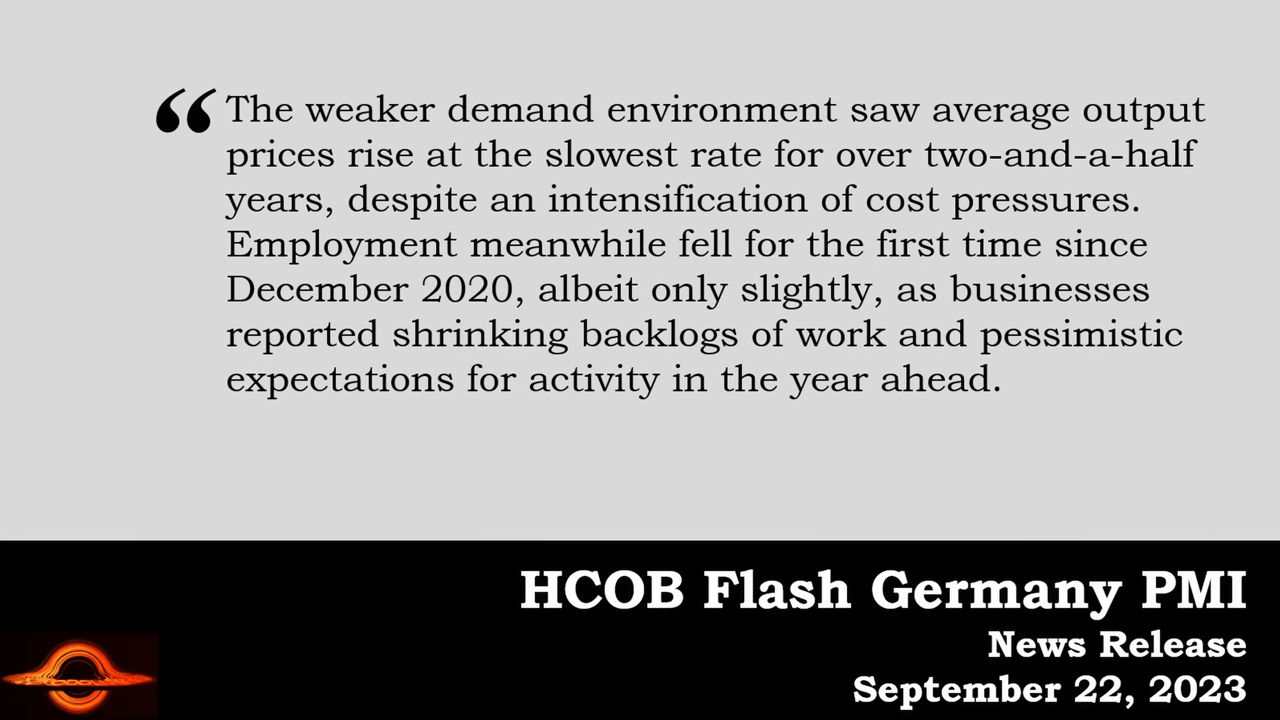 “The weaker demand environment saw average output
prices rise at the slowest rate for over two-and-a-half
years, despite an intensification of cost pressures.
Employment meanwhile fell for the first time since
December 2020, albeit only slightly, as businesses
reported shrinking backlogs of work and pessimistic
expectations for activity in the year ahead.
HCOB Flash Germany PMI
News Release
September 22, 2023